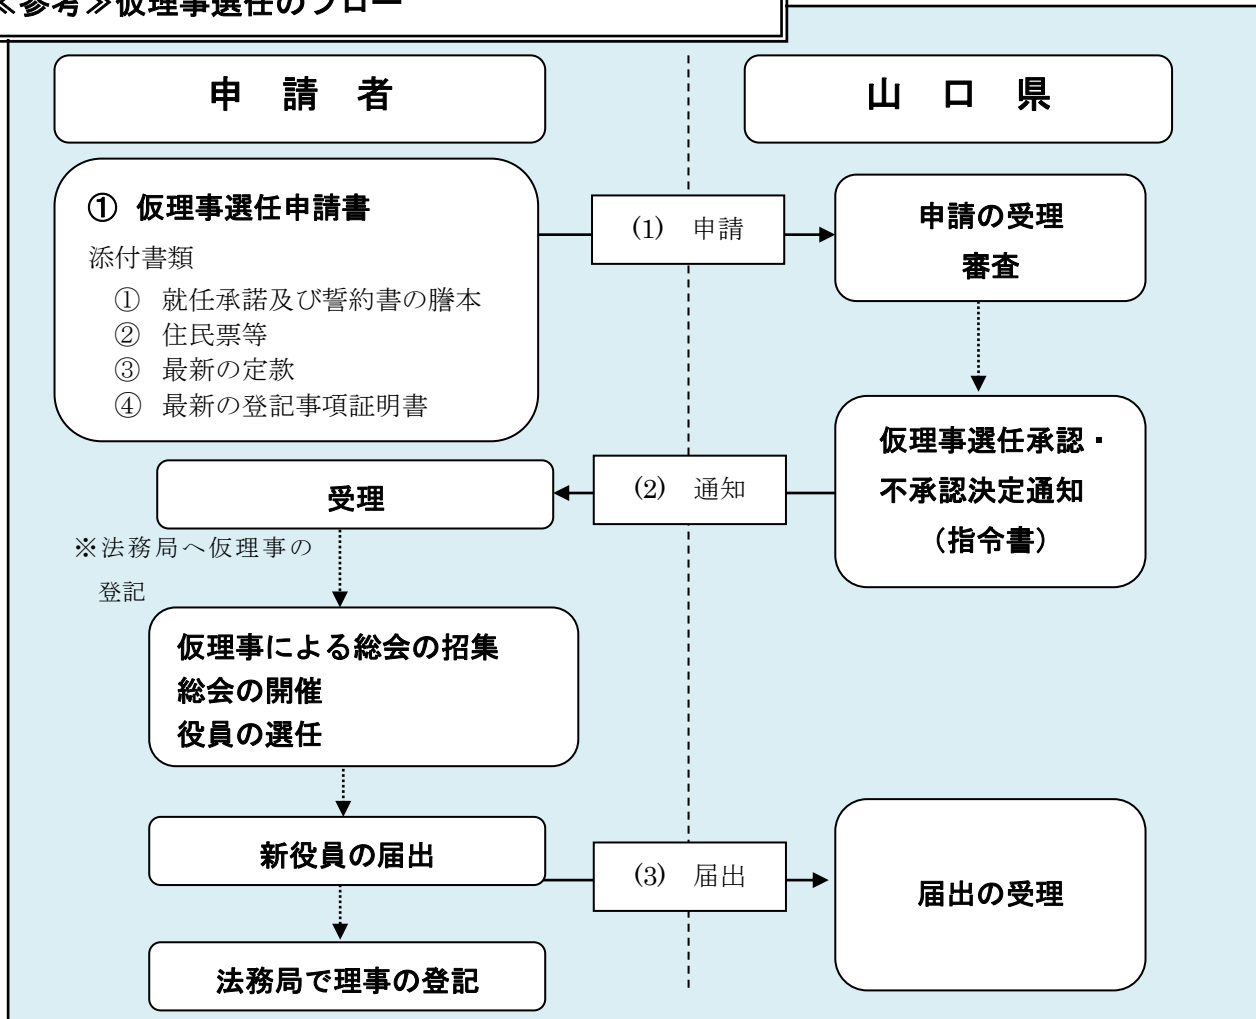 ≪参考≫仮理事選任のフロー
申　請　者
山　口　県
① 仮理事選任申請書
添付書類
① 就任承諾及び誓約書の謄本
② 住民票等
③ 最新の定款
④ 最新の登記事項証明書
(1)　申請
申請の受理
審査
仮理事選任承認・
不承認決定通知
（指令書）
(2)　通知
受理
※法務局へ仮理事の
登記
仮理事による総会の招集
総会の開催
役員の選任
新役員の届出
(3)　届出
届出の受理
法務局で理事の登記